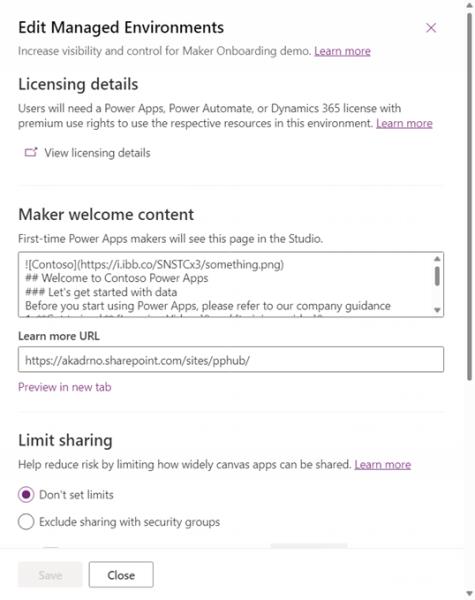 Edit Managed Environments
Increase visibility and control for Maker Onboarding demo. Learn more
Licensing details
Users will need a Power Apps, Power Automate, or Dynamics 365 license with
premium use rights to use the respective resources in this environment. Learn more
View licensing details
Maker welcome content
First-time Power Apps makers will see this page in the Studio.
![Contoso](https://i.ibb.co/SNSTCx3/something.png)
## Welcome to Contoso Power Apps
### Let's get started with data
Before you start using Power Apps, please refer to our company guidance
Learn more URL
https://akadrno.sharepoint.com/sites/pphub/
Preview in new tab
Limit sharing
Help reduce risk by limiting how widely canvas apps can be shared. Learn more
Don't set limits
Exclude sharing with security groups
Save
Close